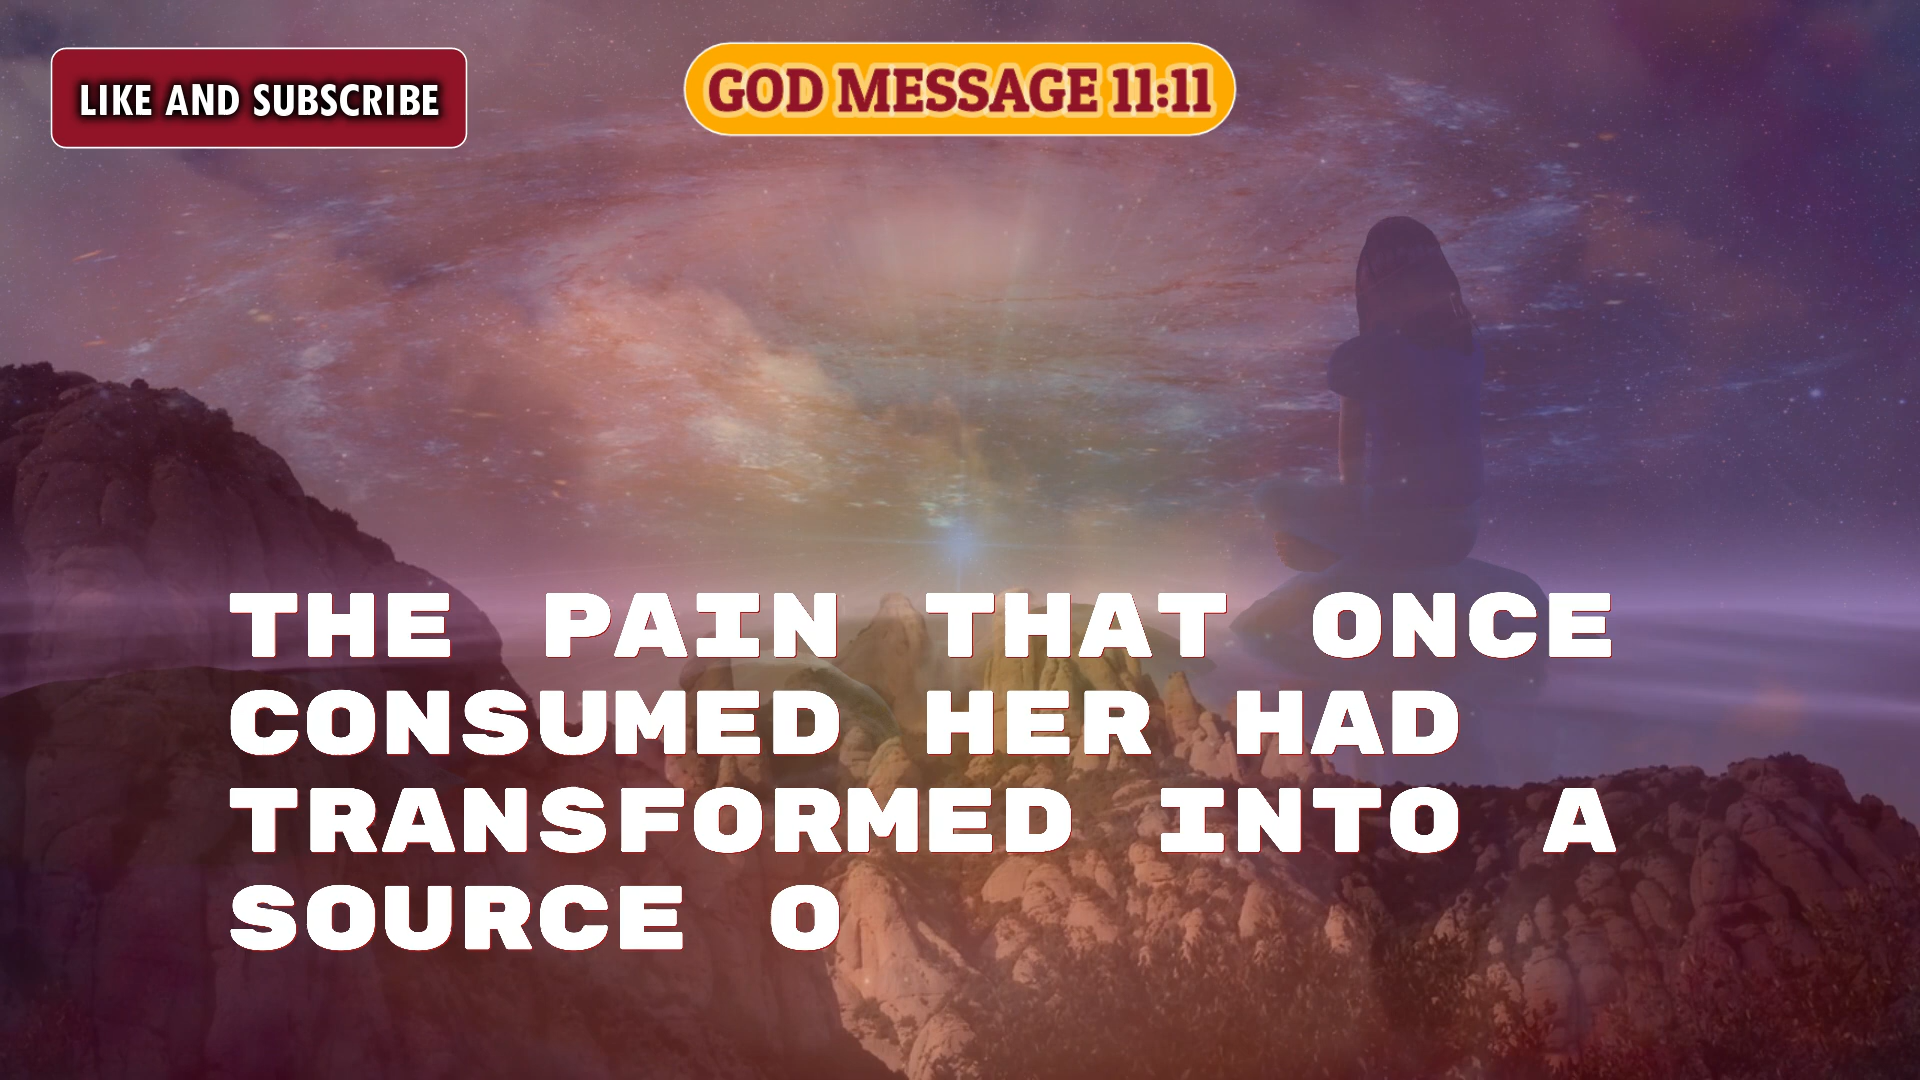 LIKE AND SUBSCRIBE
GOD MESSAGE 11:11
THE PAIN THAT ONCE
CONSUMED HER HAD
TRANSFORMED INTO A
SOURCE O